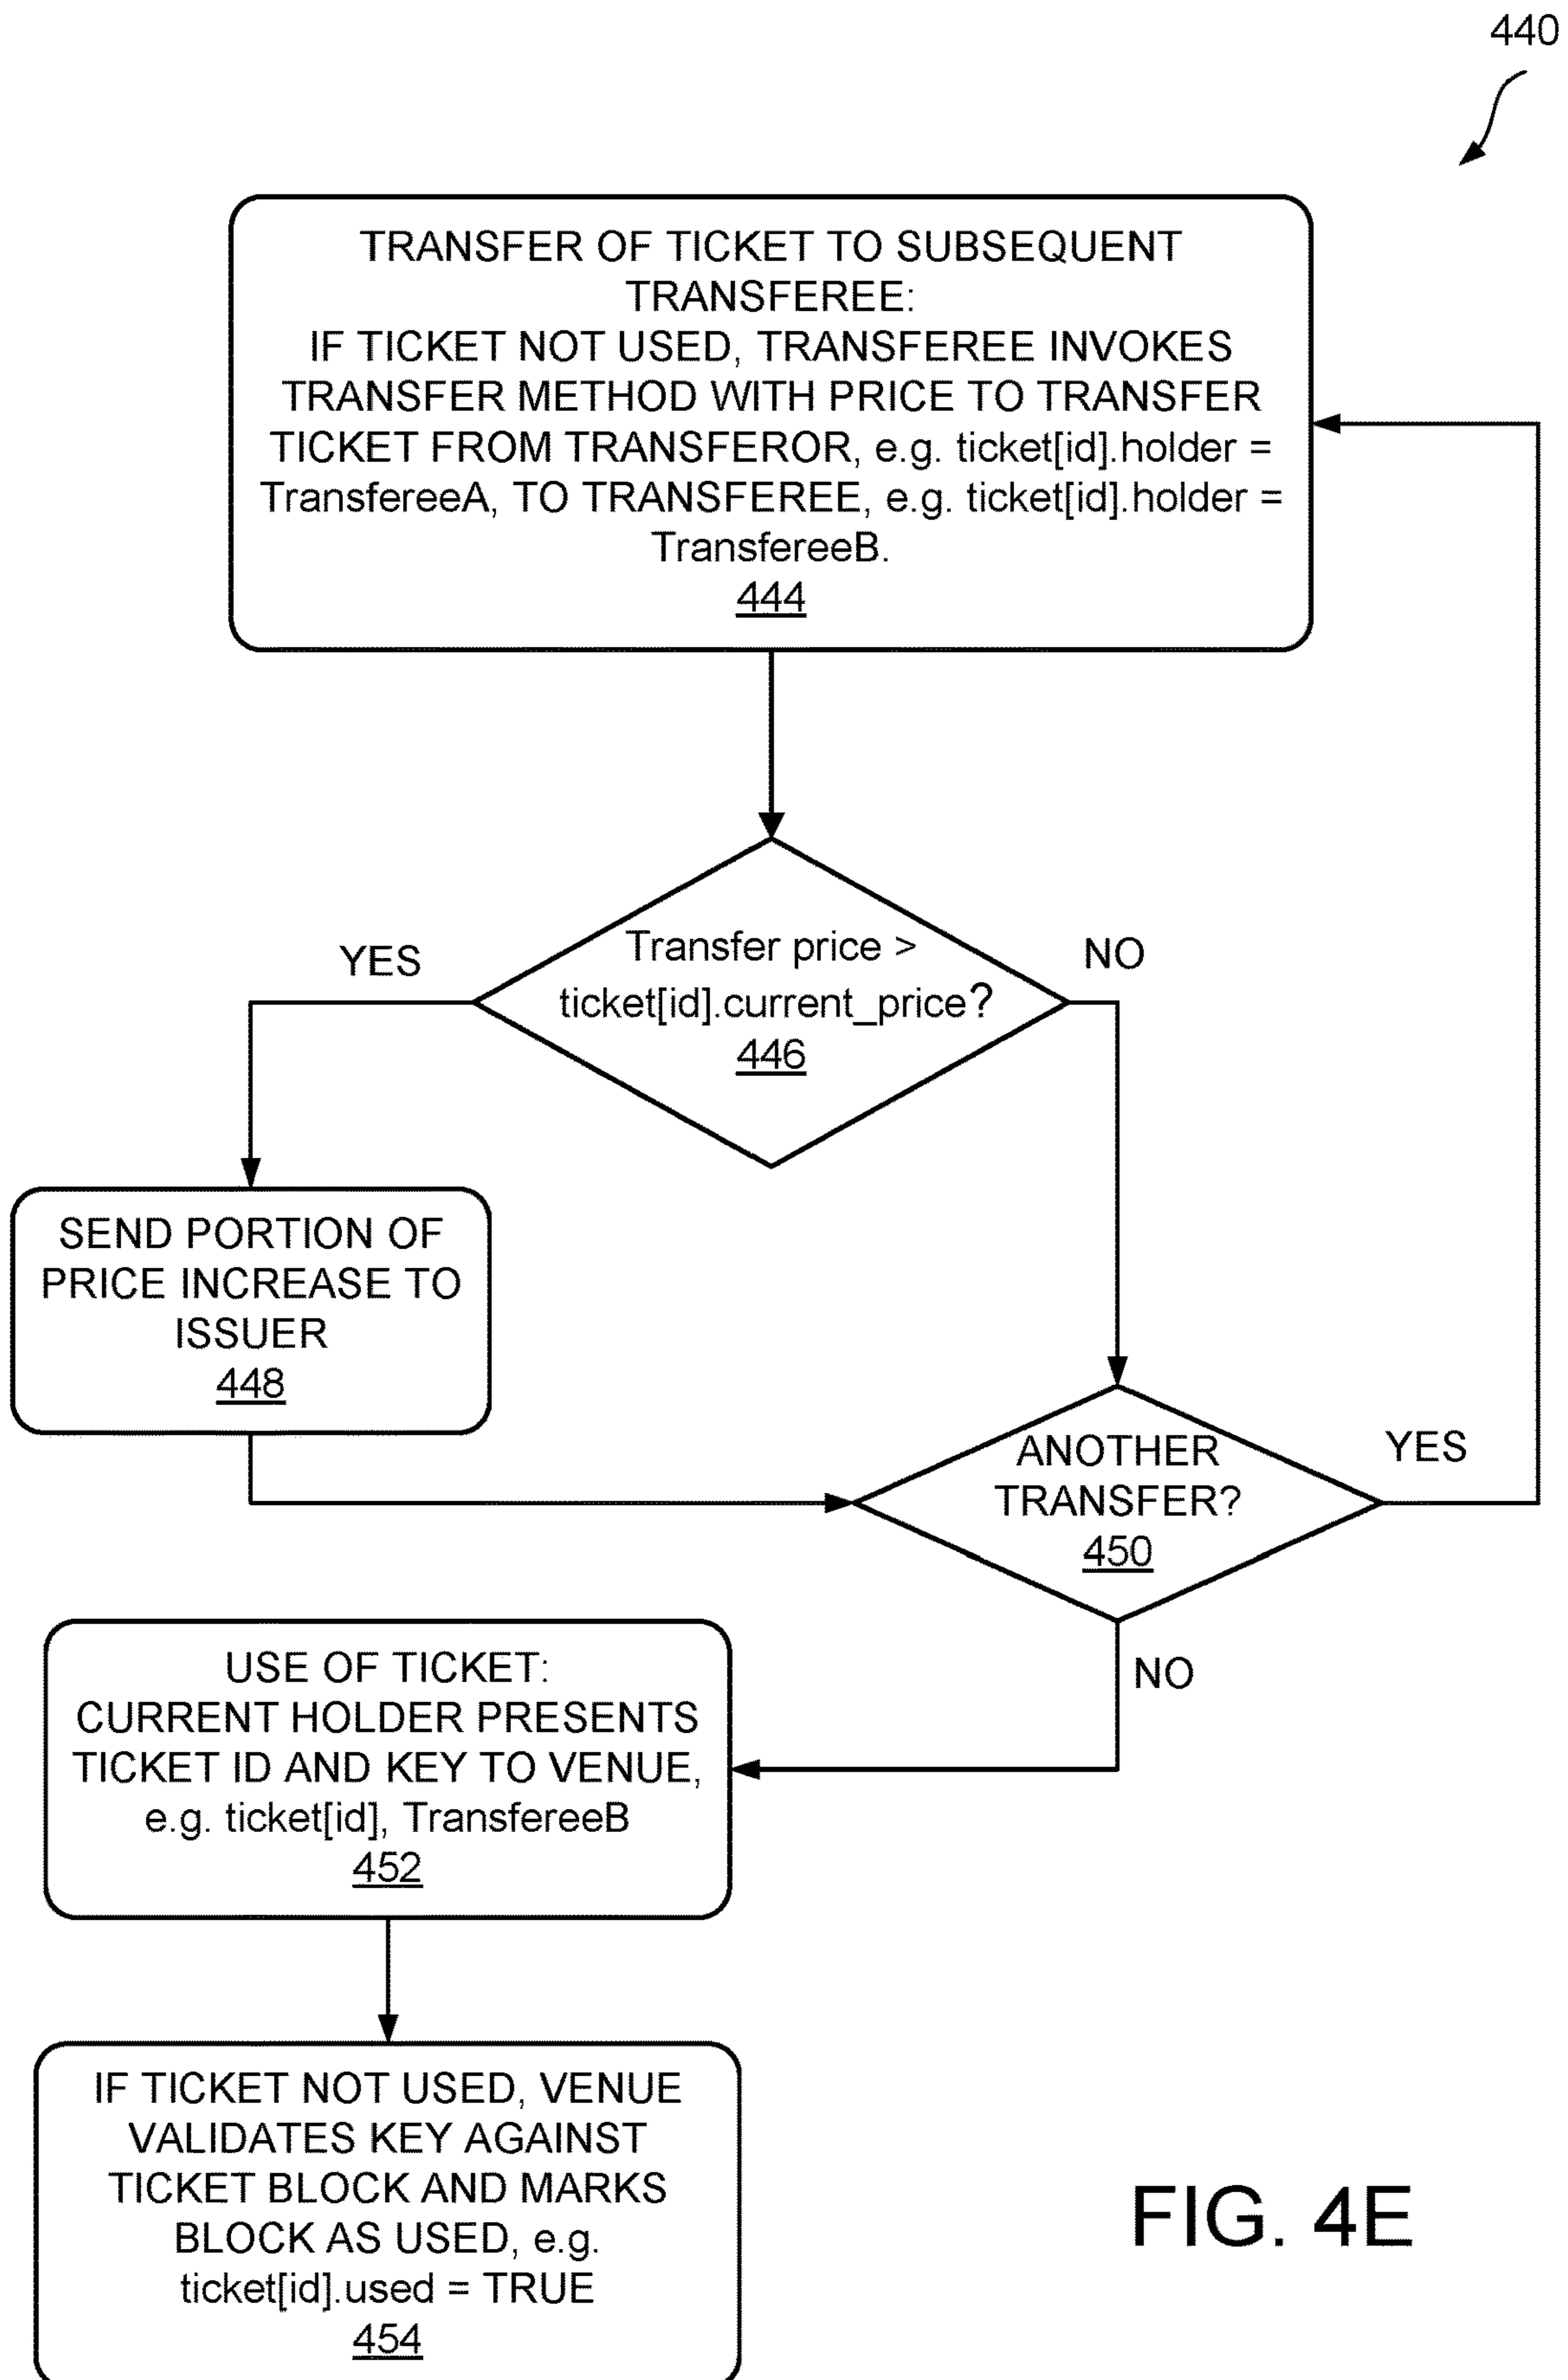 440
TRANSFER OF TICKET TO SUBSEQUENT
TRANSFEREE:
IF TICKET NOT USED, TRANSFEREE INVOKES
TRANSFER METHOD WITH PRICE TO TRANSFER
TICKET FROM TRANSFEROR, e.g. ticket[id].holder =
TransfereeA, TO TRANSFEREE, e.g. ticket[id].holder =
TransfereeB.
444
Transfer price >
ticket[id].current_price?
446
YES
NO
SEND PORTION OF
PRICE INCREASE TO
ISSUER
448
ANOTHER
TRANSFER?
450
YES
NO
USE OF TICKET:
CURRENT HOLDER PRESENTS
TICKET ID AND KEY TO VENUE,
e.g. ticket[id], TransfereeB
452
IF TICKET NOT USED, VENUE
VALIDATES KEY AGAINST
TICKET BLOCK AND MARKS
BLOCK AS USED, e.g.
ticket[id].used = TRUE
454
FIG. 4E